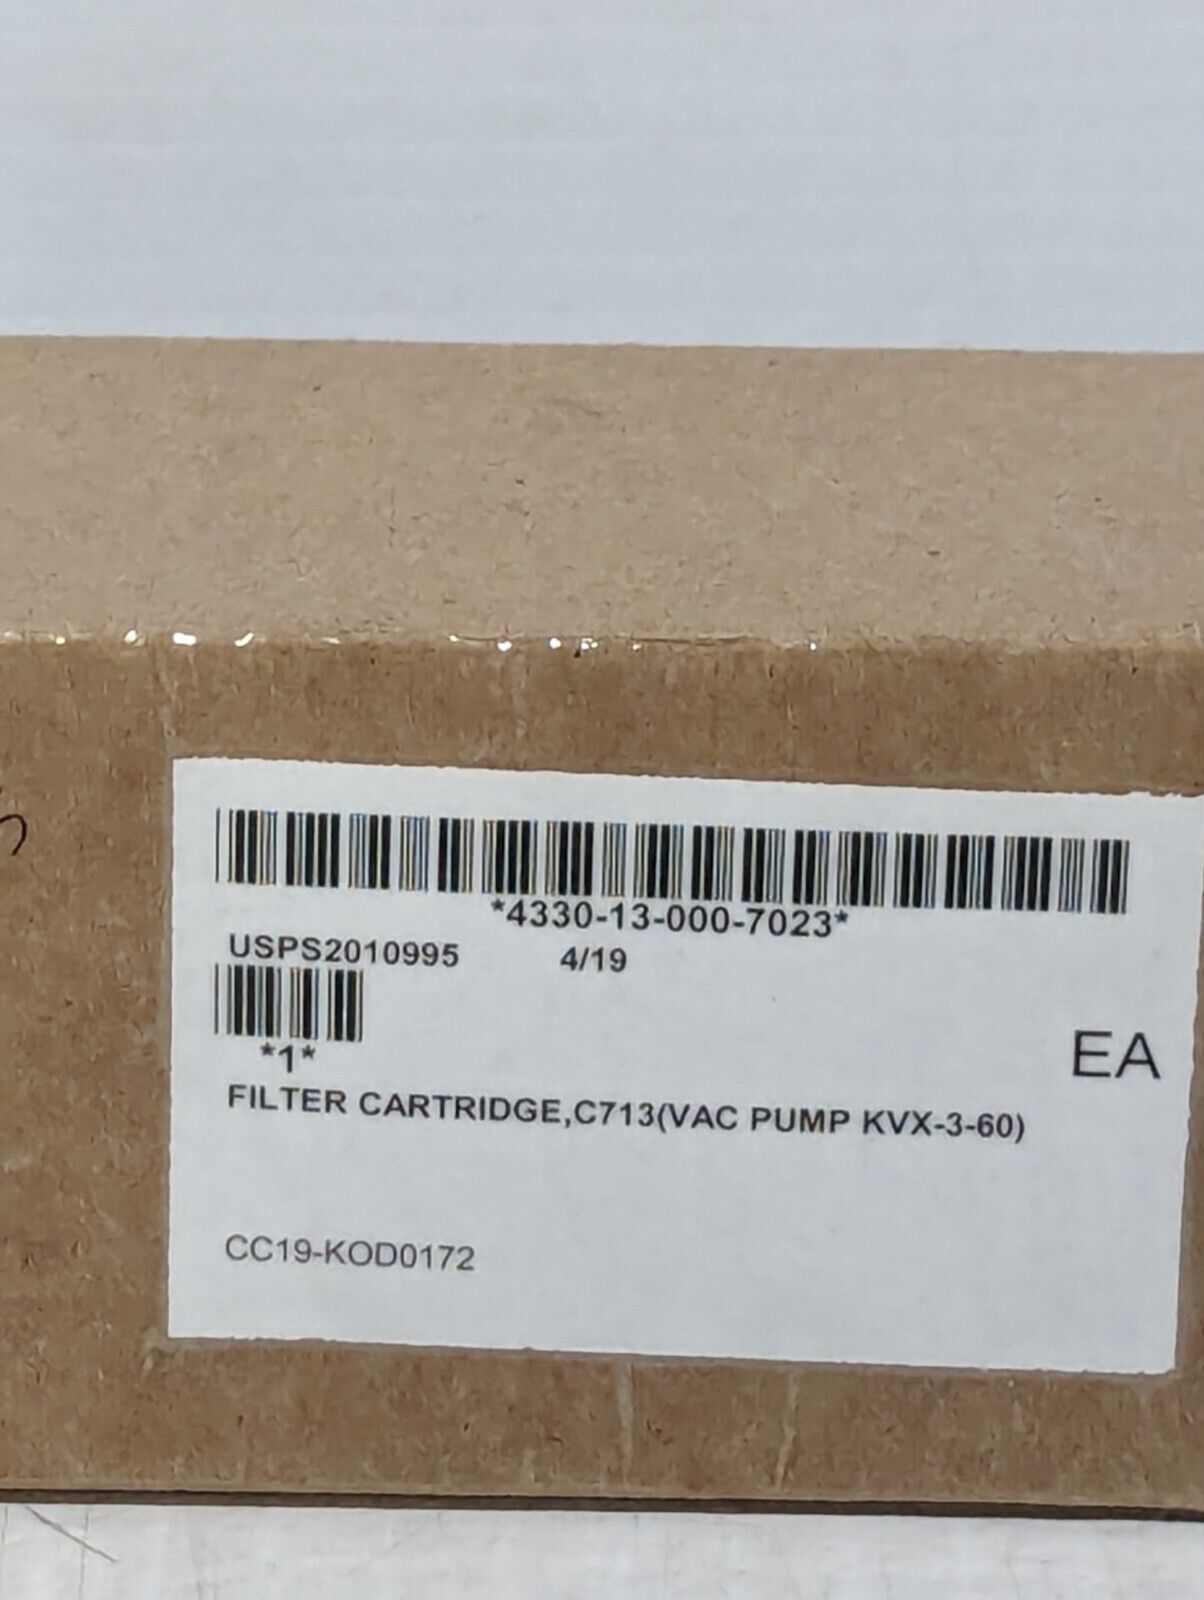 *4330-13-000-7023*
USPS2010995 4/19
*1*
EA
FILTER CARTRIDGE,C713(VAC PUMP KVX-3-60)
CC19-KOD0172